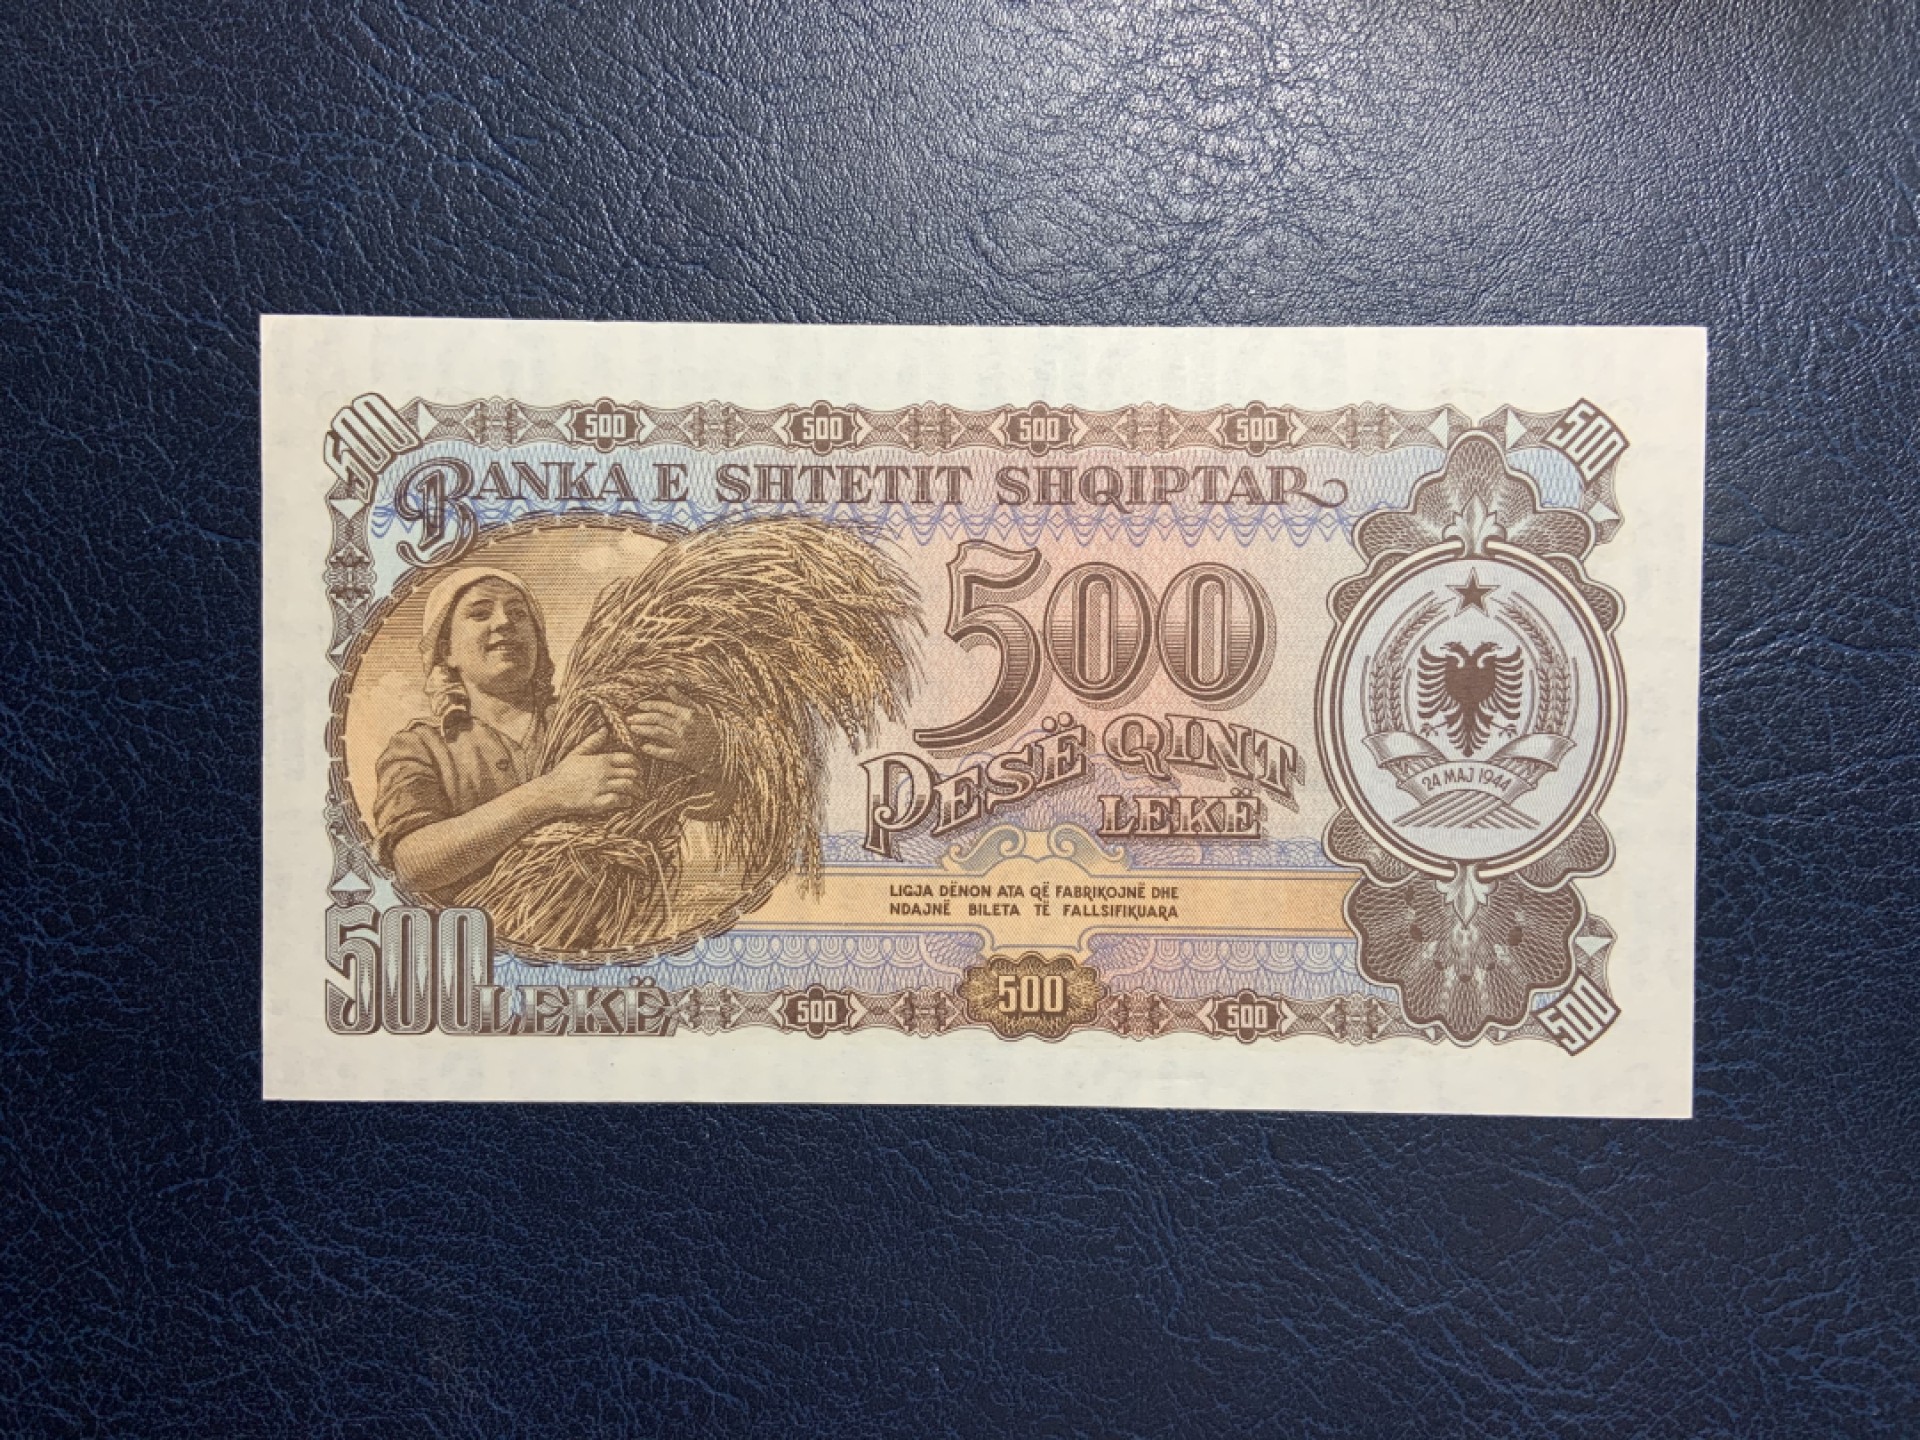 500 500 500 500 500 500
BANKA E SHTETIT SHQIPTAR
500
PESË QINT
LEKË
24 MAJ 1944
LIGJA DËNON ATA QË FABRIKOJNË DHE
NDAJNË BILETA TË FALLSIFIKUARA
500 LEKË 500 500 500 500